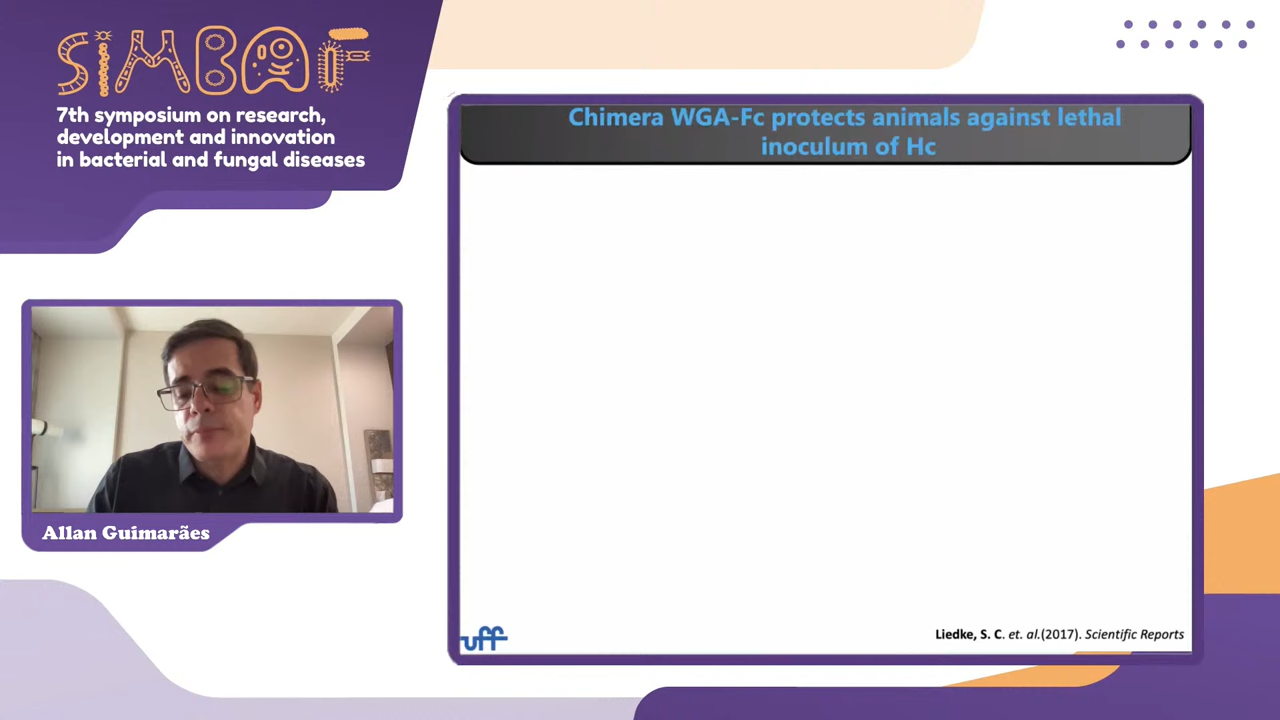 SIMBAF
7th symposium on research,
development and innovation
in bacterial and fungal diseases
Chimera WGA-Fc protects animals against lethal
inoculum of Hc
Allan Guimarães
uff
Liedke, S. C. et. al.(2017). Scientific Reports